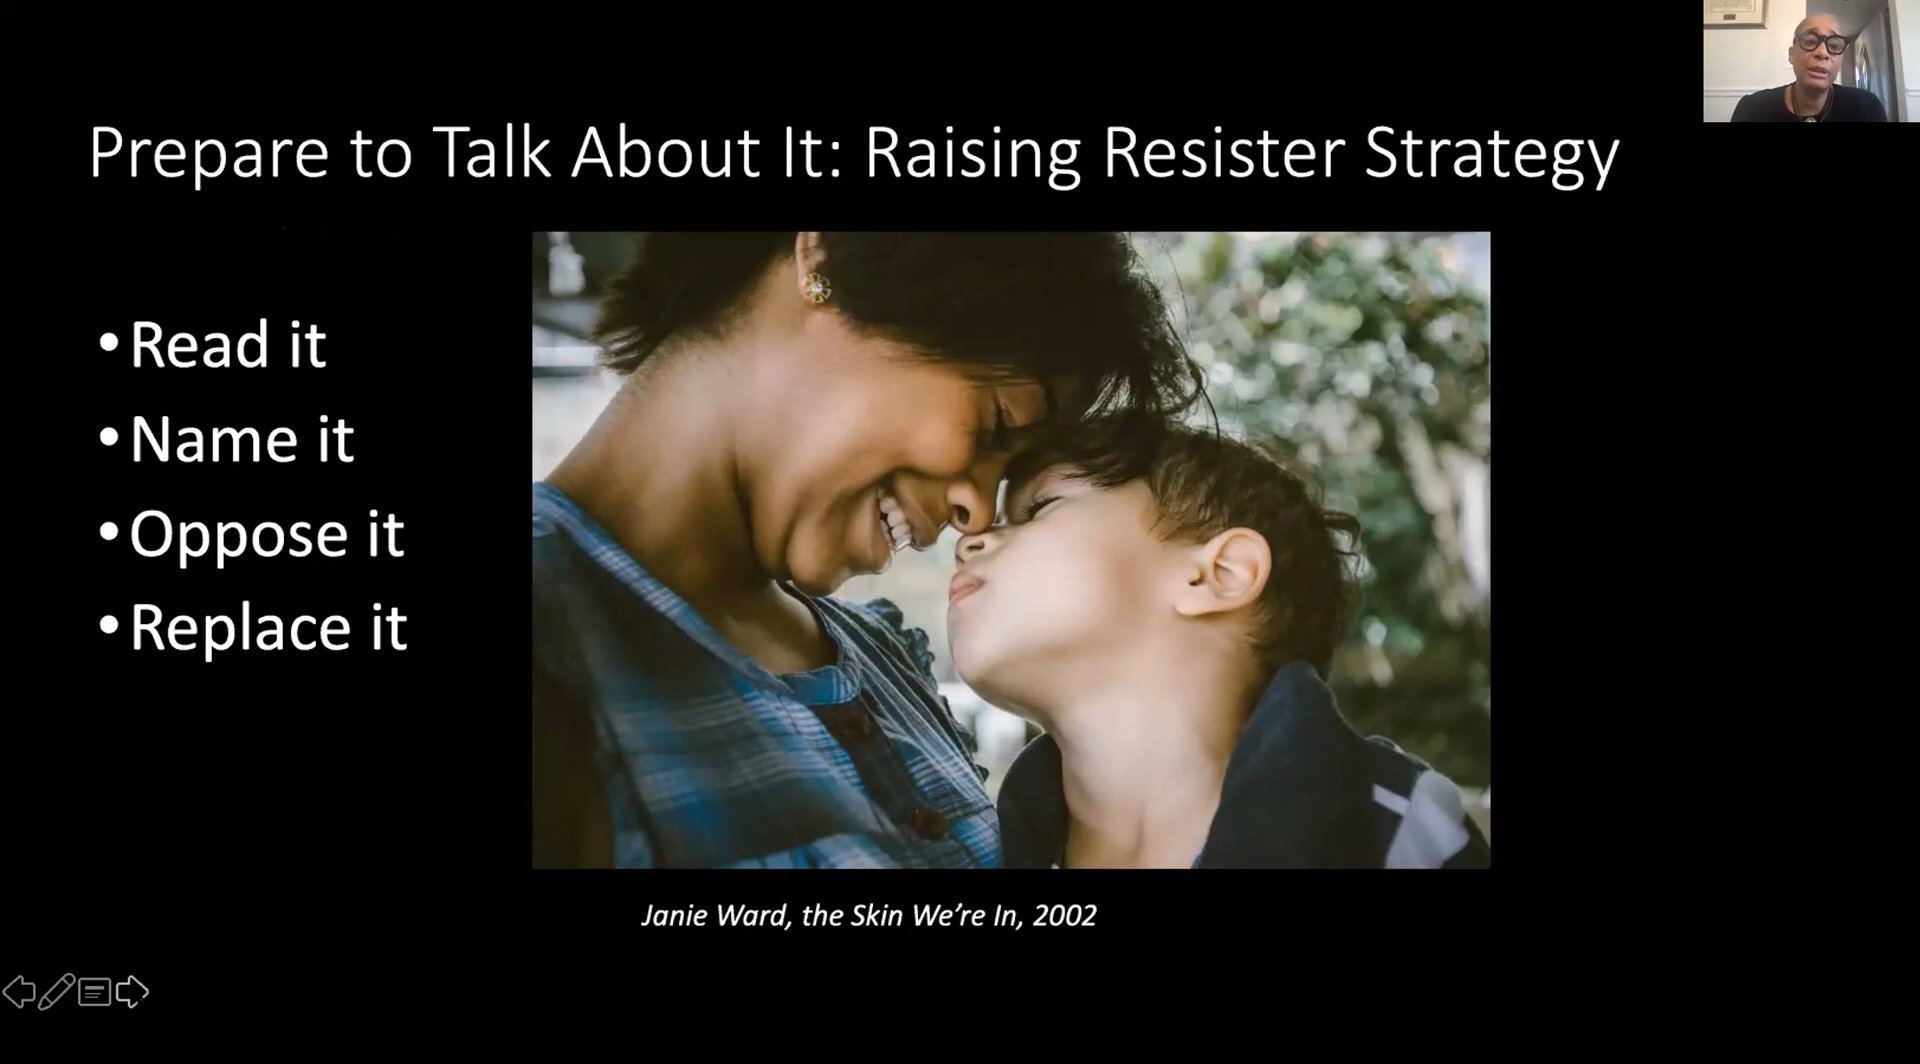 Prepare to Talk About It: Raising Resister Strategy
• Read it
• Name it
• Oppose it
• Replace it
Janie Ward, the Skin We’re In, 2002